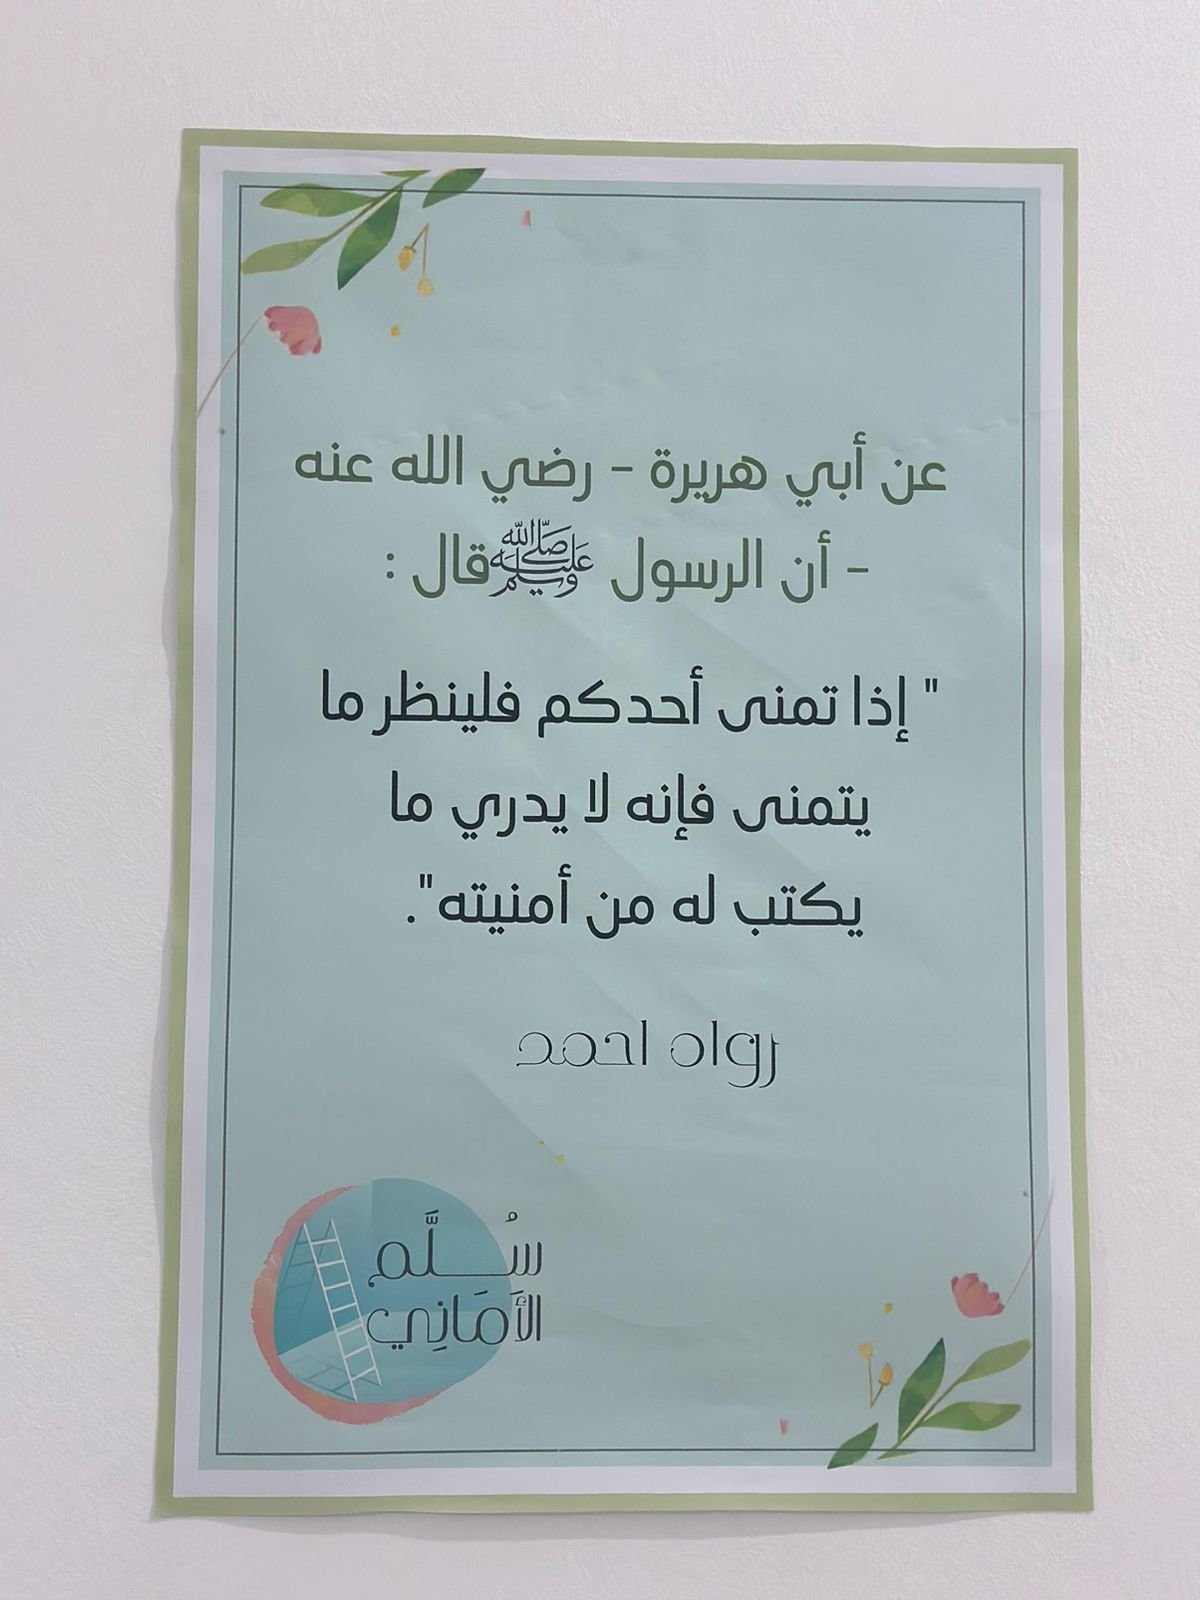 عن أبي هريرة - رضي الله عنه
- أن الرسول ﷺ قال :
" إذا تمنى أحدكم فلينظر ما
يتمنى فإنه لا يدري ما
يكتب له من أمنيته".
رواه احمد
سُلَّم
الأَمَانِي